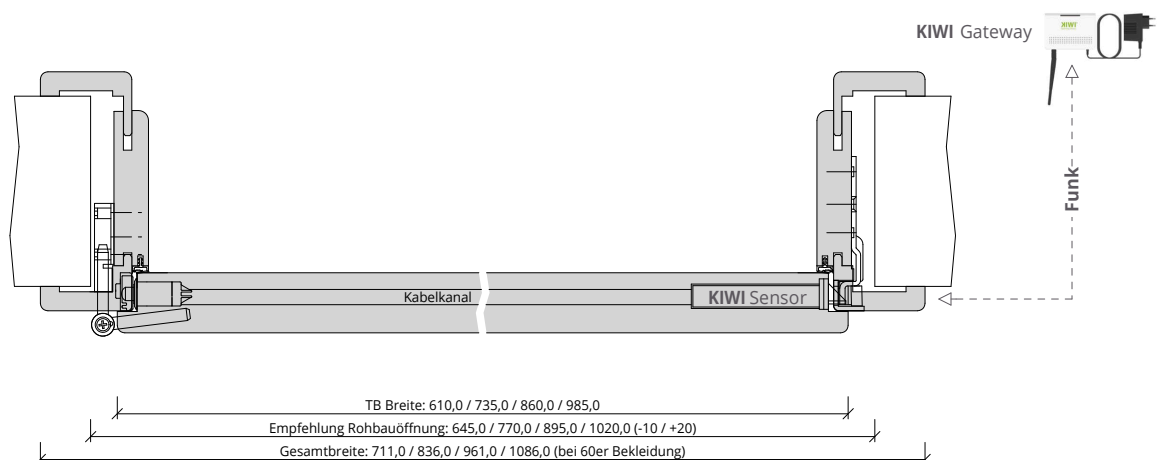 KIWI Gateway
KIWI
Funk
Kabelkanal
KIWI Sensor
TB Breite: 610,0 / 735,0 / 860,0 / 985,0
Empfehlung Rohbauöffnung: 645,0 / 770,0 / 895,0 / 1020,0 (-10 / +20)
Gesamtbreite: 711,0 / 836,0 / 961,0 / 1086,0 (bei 60er Bekleidung)